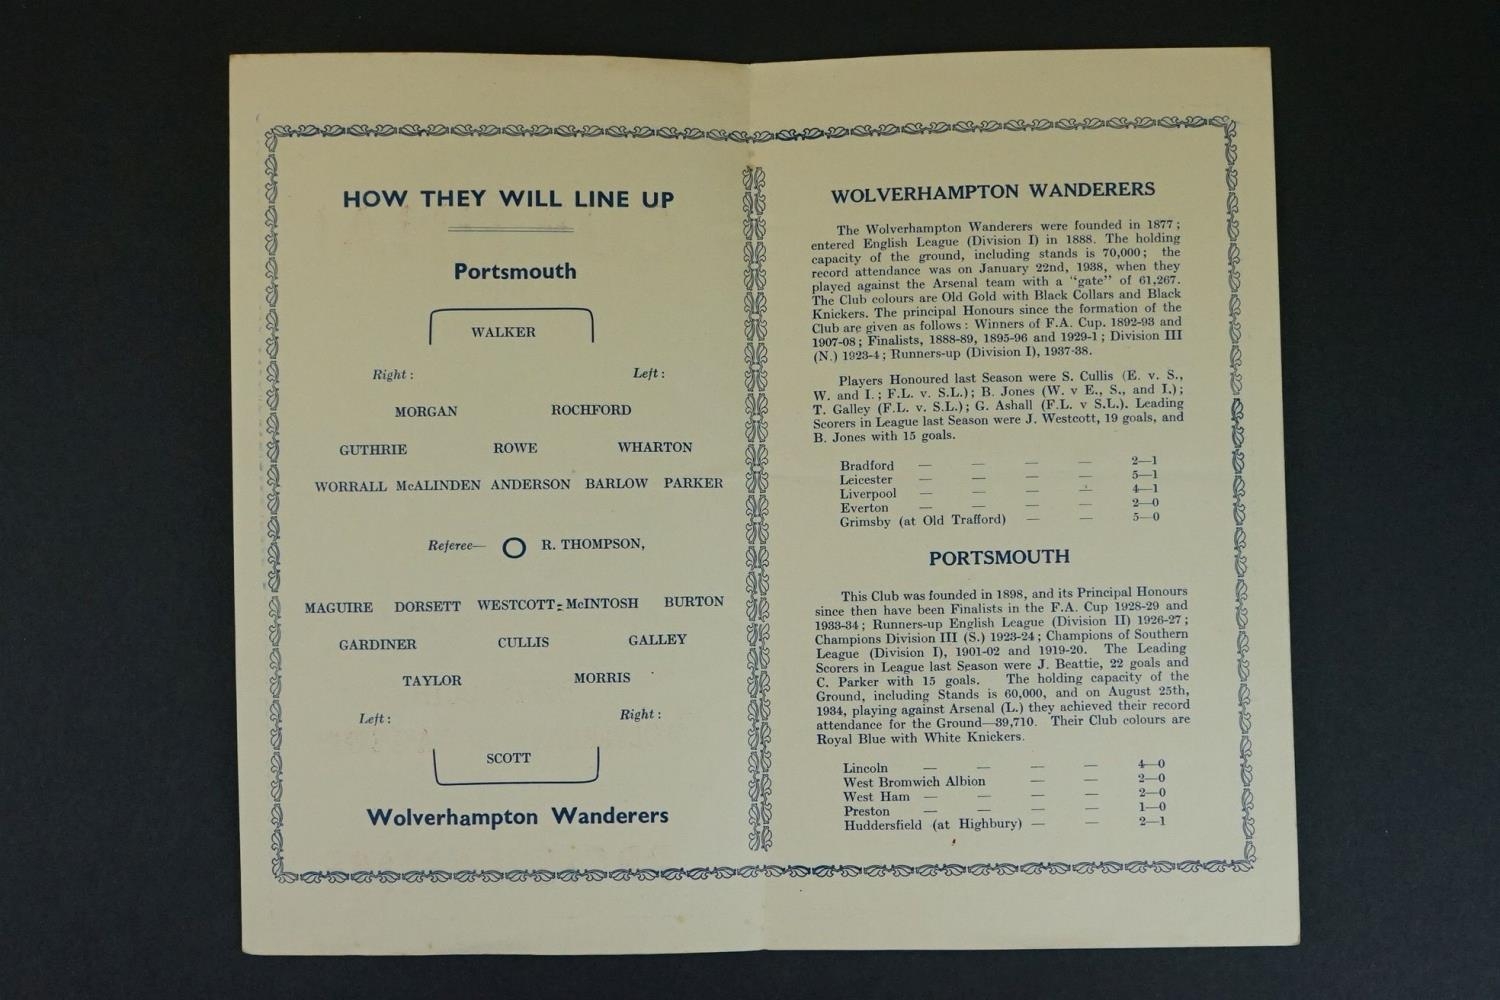 HOW THEY WILL LINE UP
Portsmouth
WALKER
Right : Left :
MORGAN ROCHFORD
GUTHRIE ROWE WHARTON
WORRALL McALINDEN ANDERSON BARLOW PARKER
Referee— R. THOMPSON,
MAGUIRE DORSETT WESTCOTT McINTOSH BURTON
GARDINER CULLIS GALLEY
TAYLOR MORRIS
Left : Right :
SCOTT
Wolverhampton Wanderers
WOLVERHAMPTON WANDERERS
The Wolverhampton Wanderers were founded in 1877 ;
entered English League (Division I) in 1888. The holding
capacity of the ground, including stands is 70,000 ; the
record attendance was on January 22nd, 1938, when they
played against the Arsenal team with a "gate" of 61,267.
The Club colours are Old Gold with Black Collars and Black
Knickers. The principal Honours since the formation of the
Club are given as follows : Winners of F.A. Cup. 1892-93 and
1907-08 ; Finalists, 1888-89, 1895-96 and 1929-1 ; Division III
(N.) 1923-4 ; Runners-up (Division I), 1937-38.
Players Honoured last Season were S. Cullis (E. v. S.,
W. and I. ; F.L. v. S.L.) ; B. Jones (W. v E., S., and I.) ;
T. Galley (F.L. v. S.L.) ; G. Ashall (F.L. v S.L.). Leading
Scorers in League last Season were J. Westcott, 19 goals, and
B. Jones with 15 goals.
Bradford — — — — 2—1
Leicester — — — — 5—1
Liverpool — — — — 4—1
Everton — — — — 2—0
Grimsby (at Old Trafford) — — 5—0
PORTSMOUTH
This Club was founded in 1898, and its Principal Honours
since then have been Finalists in the F.A. Cup 1928-29 and
1933-34 ; Runners-up English League (Division II) 1926-27 ;
Champions Division III (S.) 1923-24 ; Champions of Southern
League (Division I), 1901-02 and 1919-20. The Leading
Scorers in League last Season were J. Beattie, 22 goals and
C. Parker with 15 goals. The holding capacity of the
Ground, including Stands is 60,000, and on August 25th,
1934, playing against Arsenal (L.) they achieved their record
attendance for the Ground—39,710. Their Club colours are
Royal Blue with White Knickers.
Lincoln — — — — 4—0
West Bromwich Albion — — 2—0
West Ham — — — — 2—0
Preston — — — — 1—0
Huddersfield (at Highbury) — — 2—1